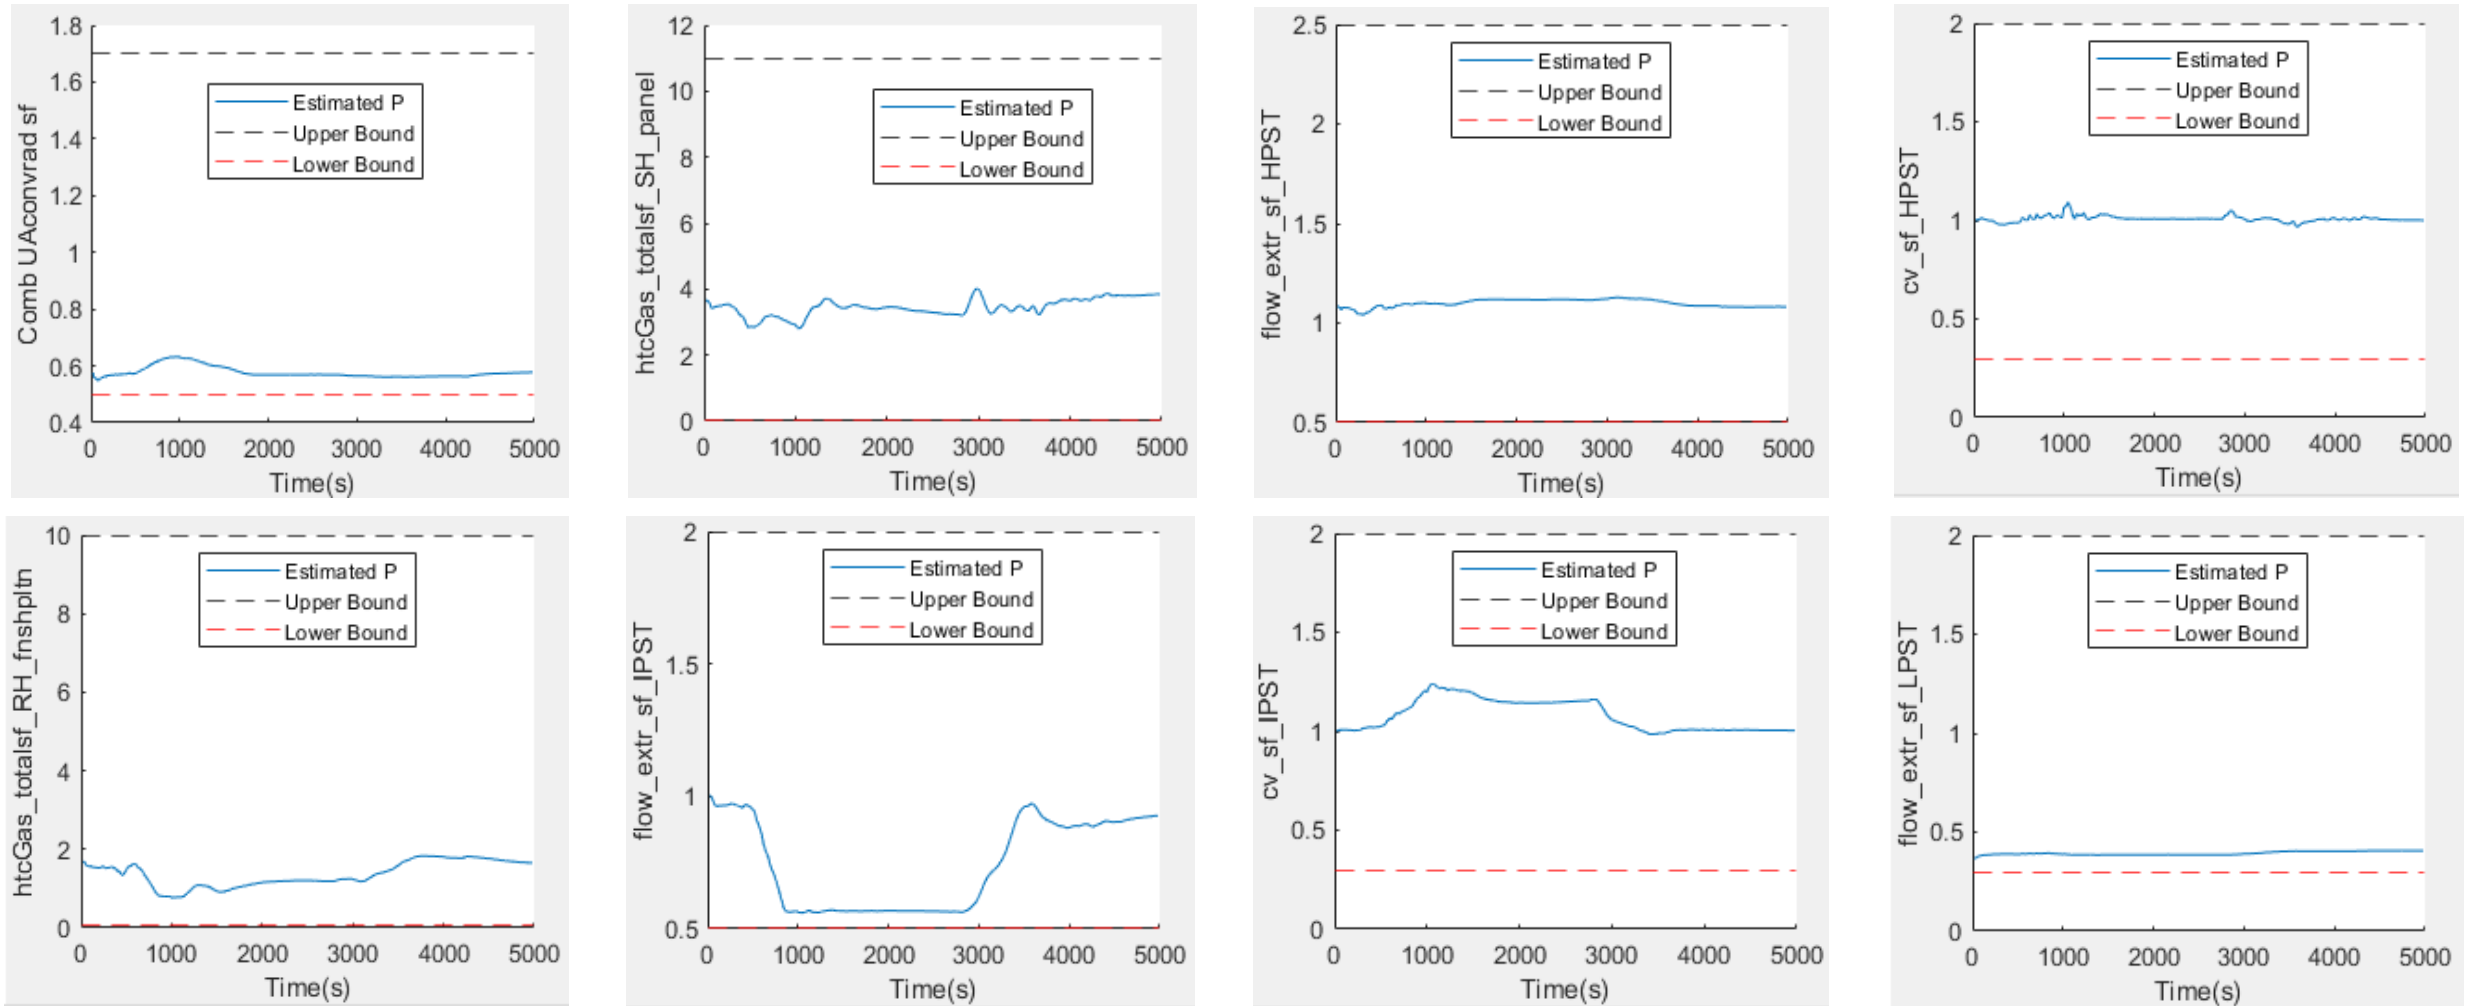 1.8
1.6
1.4
1.2
1
0.8
0.6
0.4
Comb UAconvrad sf
Estimated P
Upper Bound
Lower Bound
0 1000 2000 3000 4000 5000
Time(s)
12
10
8
6
4
2
0
htcGas_totalsf_SH_panel
Estimated P
Upper Bound
Lower Bound
0 1000 2000 3000 4000 5000
Time(s)
2.5
2
1.5
1
0.5
flow_extr_sf_HPST
Estimated P
Upper Bound
Lower Bound
0 1000 2000 3000 4000 5000
Time(s)
2
1.5
1
0.5
0
cv_sf_HPST
Estimated P
Upper Bound
Lower Bound
0 1000 2000 3000 4000 5000
Time(s)
10
8
6
4
2
0
htcGas_totalsf_RH_fnshpltn
Estimated P
Upper Bound
Lower Bound
0 1000 2000 3000 4000 5000
Time(s)
2
1.5
1
0.5
flow_extr_sf_IPST
Estimated P
Upper Bound
Lower Bound
0 1000 2000 3000 4000 5000
Time(s)
2
1.5
1
0.5
0
cv_sf_IPST
Estimated P
Upper Bound
Lower Bound
0 1000 2000 3000 4000 5000
Time(s)
2
1.5
1
0.5
0
flow_extr_sf_LPST
Estimated P
Upper Bound
Lower Bound
0 1000 2000 3000 4000 5000
Time(s)